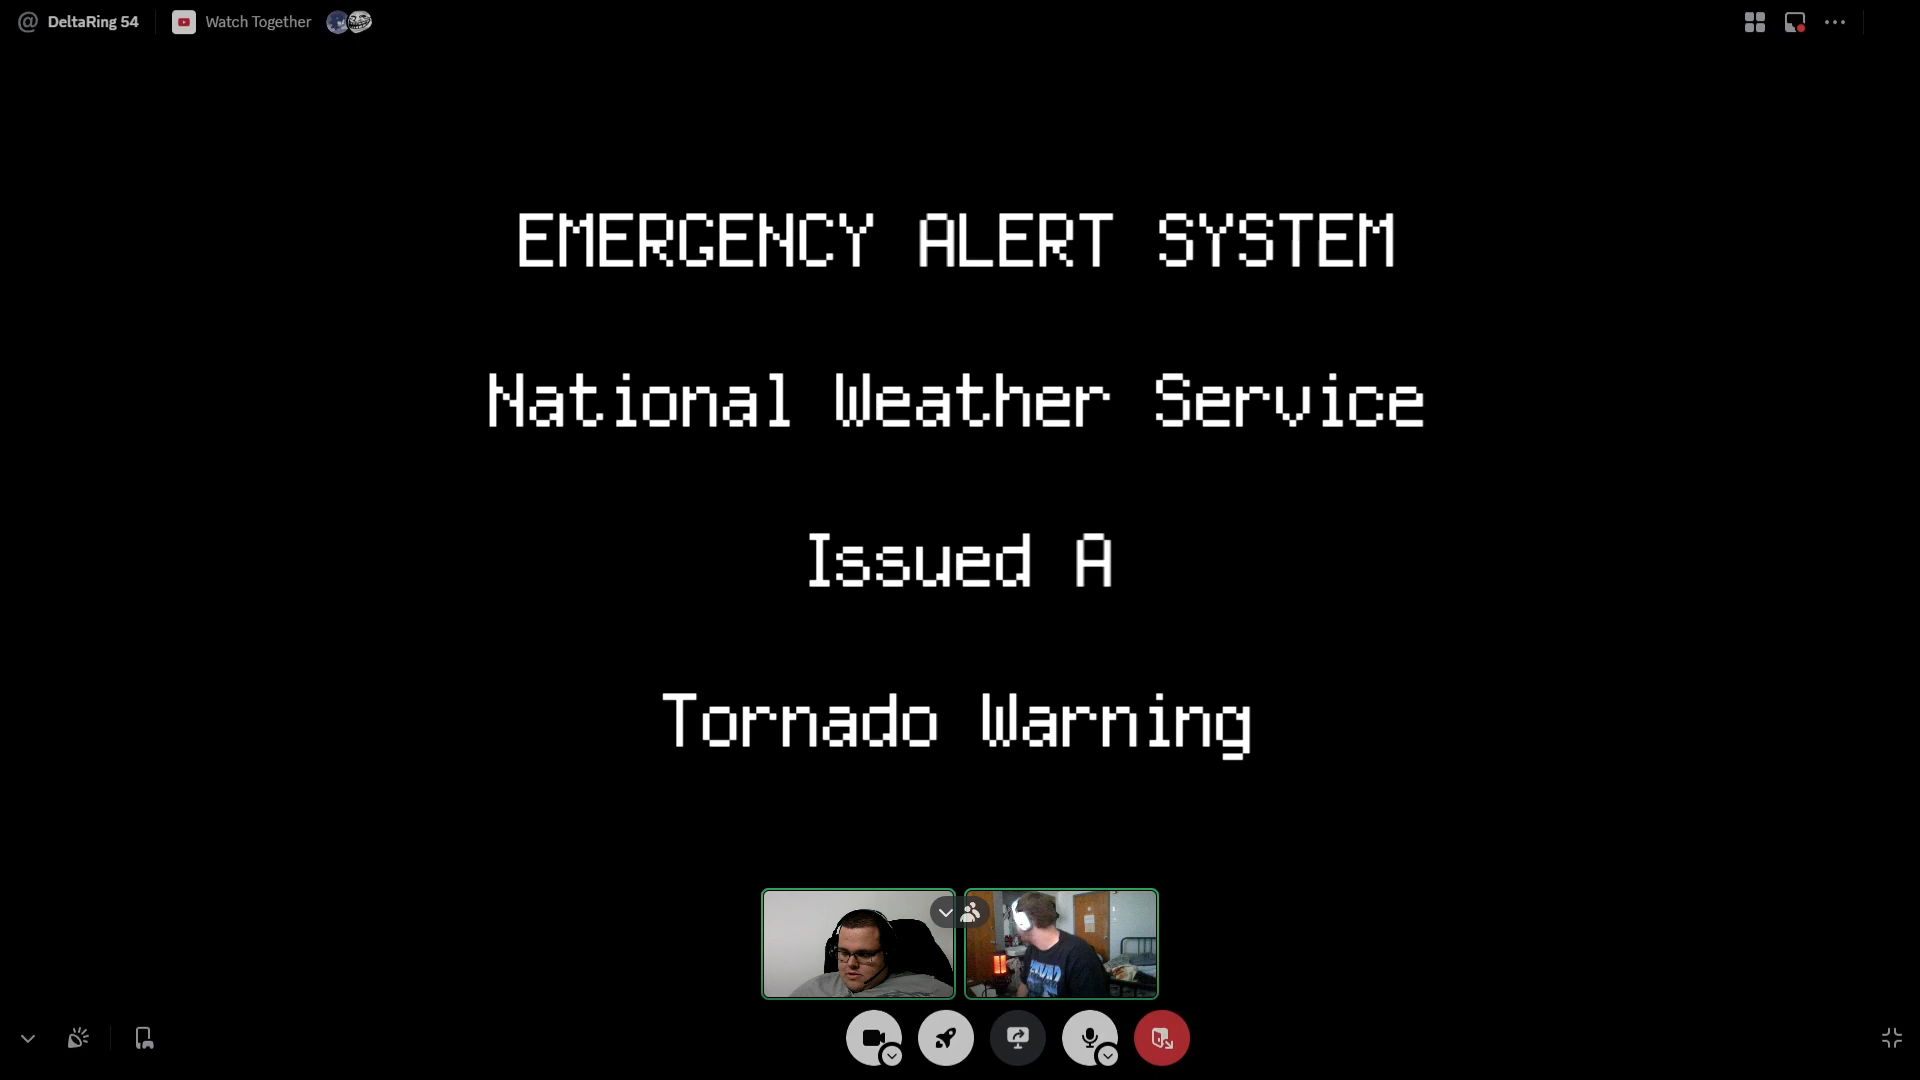 DeltaRing 54
Watch Together
EMERGENCY ALERT SYSTEM
National Weather Service
Issued A
Tornado Warning